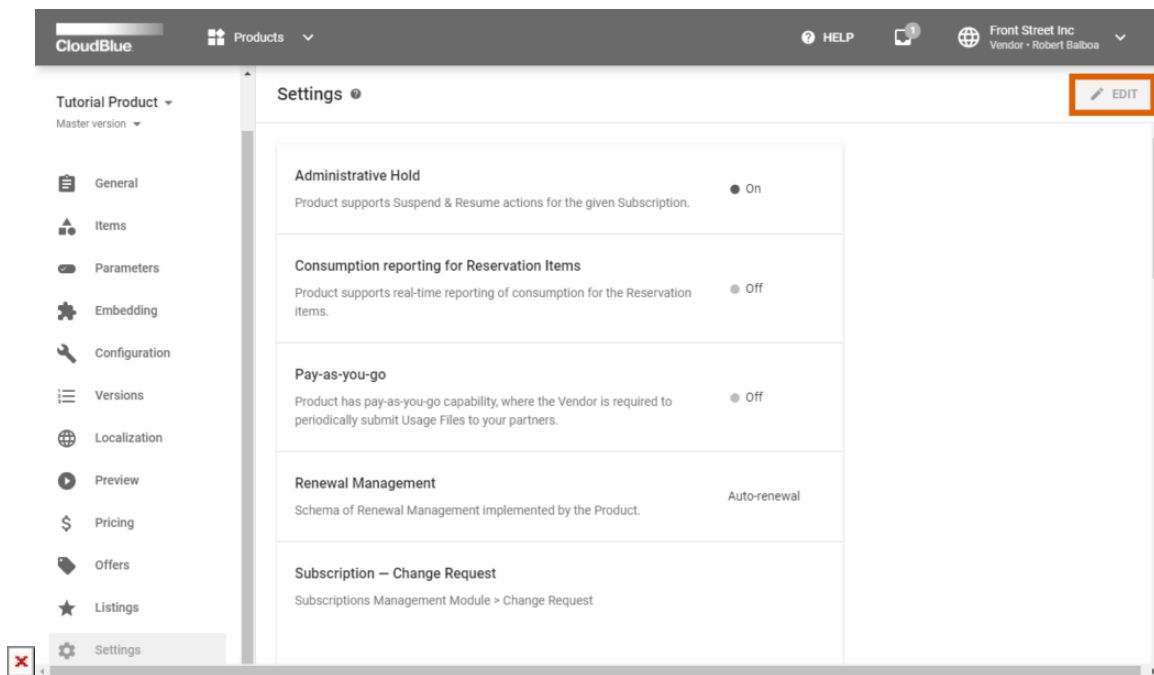 CloudBlue
Products
HELP
1
Front Street Inc
Vendor • Robert Balboa
Tutorial Product
Master version
General
Items
Parameters
Embedding
Configuration
Versions
Localization
Preview
Pricing
Offers
Listings
Settings
Settings
EDIT
Administrative Hold
Product supports Suspend & Resume actions for the given Subscription.
On
Consumption reporting for Reservation Items
Product supports real-time reporting of consumption for the Reservation
items.
Off
Pay-as-you-go
Product has pay-as-you-go capability, where the Vendor is required to
periodically submit Usage Files to your partners.
Off
Renewal Management
Schema of Renewal Management implemented by the Product.
Auto-renewal
Subscription — Change Request
Subscriptions Management Module > Change Request